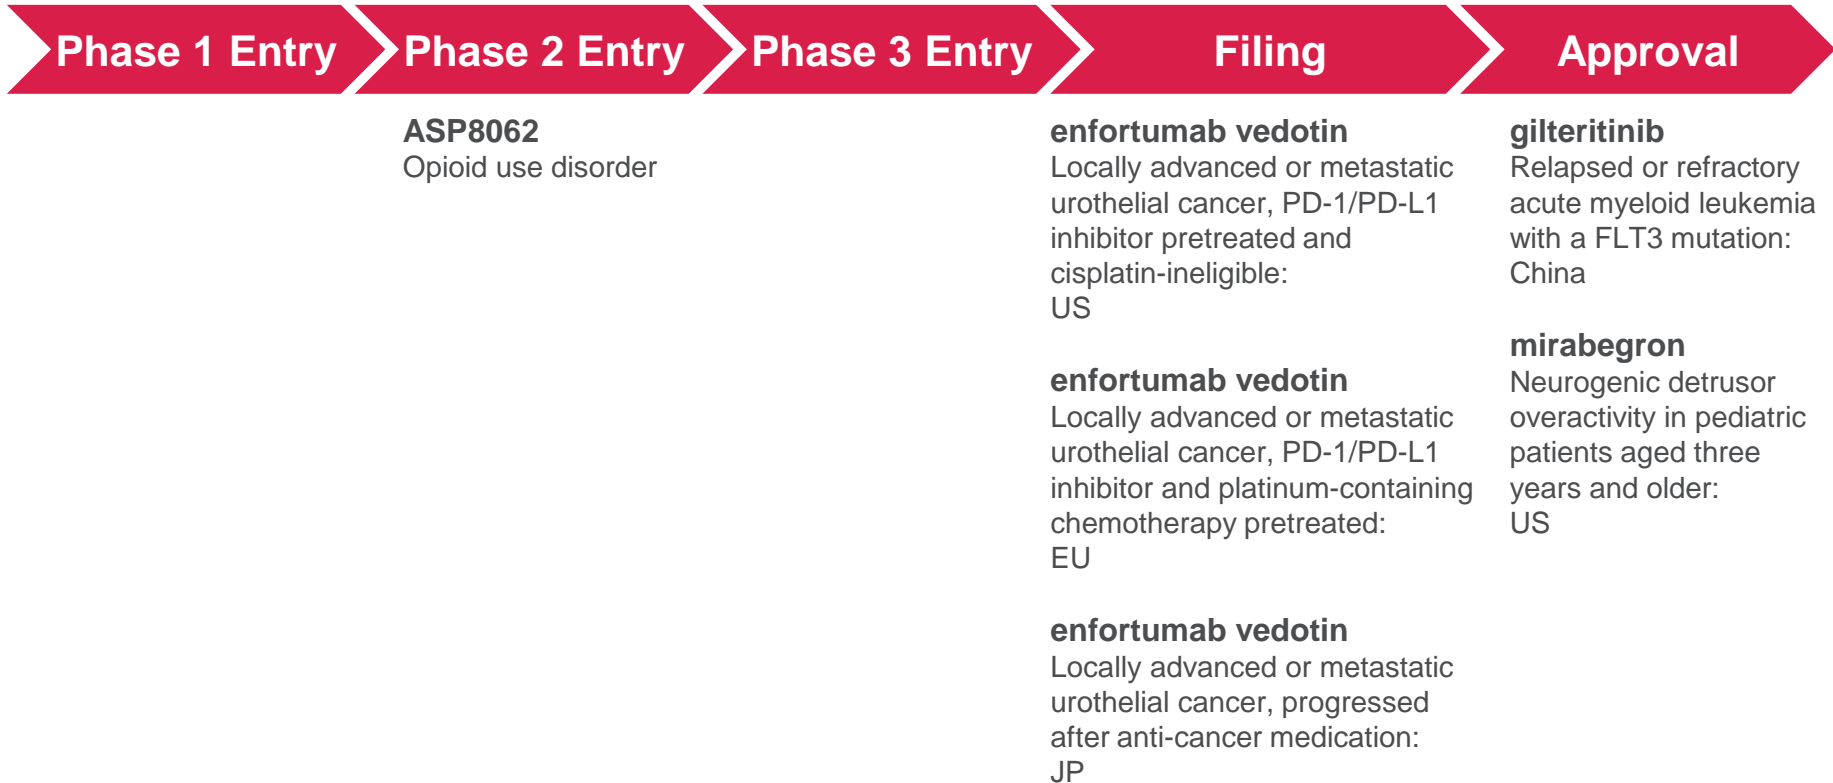 Phase 1 Entry
Phase 2 Entry
Phase 3 Entry
Filing
Approval
ASP8062
Opioid use disorder
enfortumab vedotin
Locally advanced or metastatic
urothelial cancer, PD-1/PD-L1
inhibitor pretreated and
cisplatin-ineligible:
US
enfortumab vedotin
Locally advanced or metastatic
urothelial cancer, PD-1/PD-L1
inhibitor and platinum-containing
chemotherapy pretreated:
EU
enfortumab vedotin
Locally advanced or metastatic
urothelial cancer, progressed
after anti-cancer medication:
JP
gilteritinib
Relapsed or refractory
acute myeloid leukemia
with a FLT3 mutation:
China
mirabegron
Neurogenic detrusor
overactivity in pediatric
patients aged three
years and older:
US